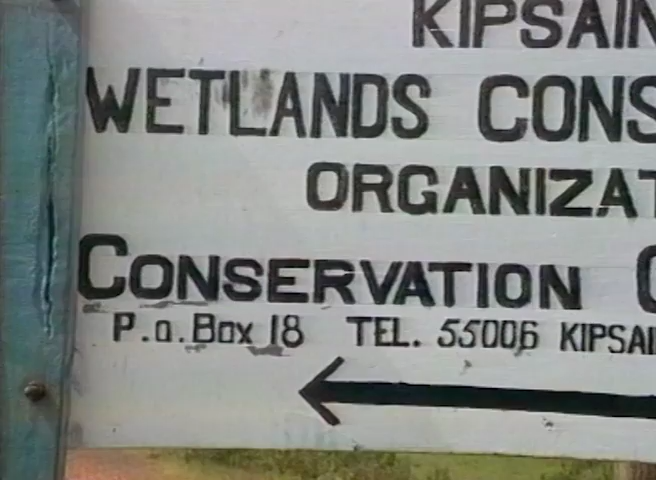 KIPSAIN
WETLANDS CONS
ORGANIZAT
CONSERVATION
P.o.Box 18 TEL. 55006 KIPSAI